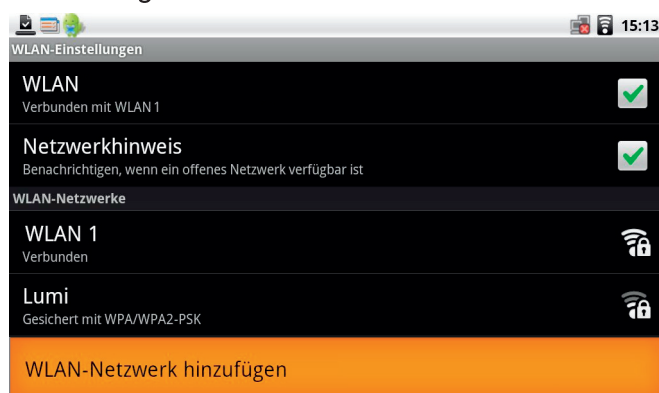 15:13
WLAN-Einstellungen
WLAN
Verbunden mit WLAN 1
Netzwerkhinweis
Benachrichtigen, wenn ein offenes Netzwerk verfügbar ist
WLAN-Netzwerke
WLAN 1
Verbunden
Lumi
Gesichert mit WPA/WPA2-PSK
WLAN-Netzwerk hinzufügen